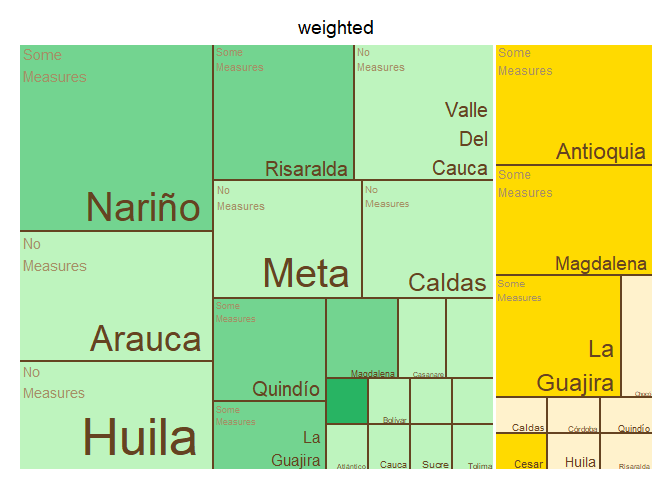 weighted
Some
Measures
Nariño
No
Measures
Arauca
No
Measures
Huila
Some
Measures
Risaralda
No
Measures
Valle
Del
Cauca
No
Measures
Meta
Some
Measures
Caldas
Some
Measures
Quindío
Some
Measures
La
Guajira
Magdalena
Casanare
Bolívar
Atlántico
Cauca
Sucre
Tolima
Some
Measures
Antioquia
Some
Measures
Magdalena
Some
Measures
La
Guajira
Chocó
Caldas
Córdoba
Quindío
Cesar
Huila
Risaralda